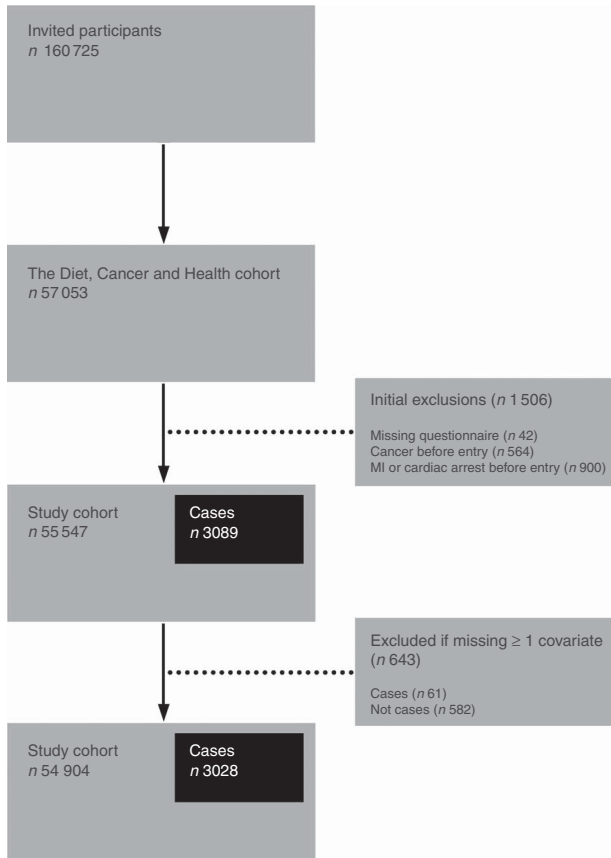 Invited participants
n 160 725
The Diet, Cancer and Health cohort
n 57 053
Initial exclusions (n 1 506)
Missing questionnaire (n 42)
Cancer before entry (n 564)
MI or cardiac arrest before entry (n 900)
Study cohort
n 55 547
Cases
n 3089
Excluded if missing ≥ 1 covariate
(n 643)
Cases (n 61)
Not cases (n 582)
Study cohort
n 54 904
Cases
n 3028